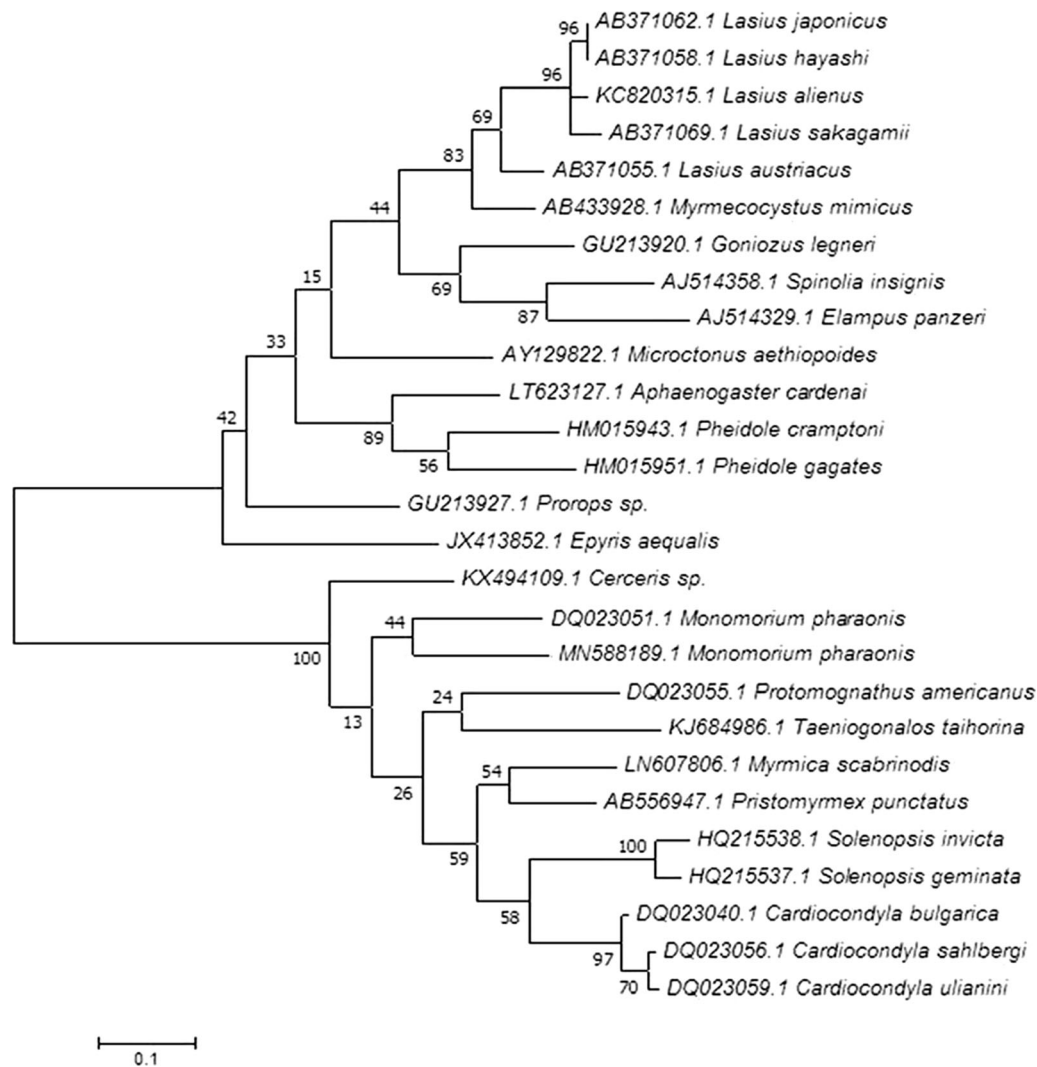 AB371062.1 Lasius japonicus
96
AB371058.1 Lasius hayashi
96
KC820315.1 Lasius alienus
69
AB371069.1 Lasius sakagamii
83
AB371055.1 Lasius austriacus
44
AB433928.1 Myrmecocystus mimicus
GU213920.1 Goniozus legneri
15
69
AJ514358.1 Spinolia insignis
87
AJ514329.1 Elampus panzeri
33
AY129822.1 Microctonus aethiopoides
LT623127.1 Aphaenogaster cardenai
42
89
HM015943.1 Pheidole cramptoni
56
HM015951.1 Pheidole gagates
GU213927.1 Prorops sp.
JX413852.1 Epyris aequalis
KX494109.1 Cerceris sp.
44
DQ023051.1 Monomorium pharaonis
100
MN588189.1 Monomorium pharaonis
13
24
DQ023055.1 Protomognathus americanus
KJ684986.1 Taeniogonalos taihorina
26
54
LN607806.1 Myrmica scabrinodis
AB556947.1 Pristomyrmex punctatus
59
100
HQ215538.1 Solenopsis invicta
HQ215537.1 Solenopsis geminata
58
DQ023040.1 Cardiocondyla bulgarica
97
DQ023056.1 Cardiocondyla sahlbergi
70
DQ023059.1 Cardiocondyla ulianini
0.1